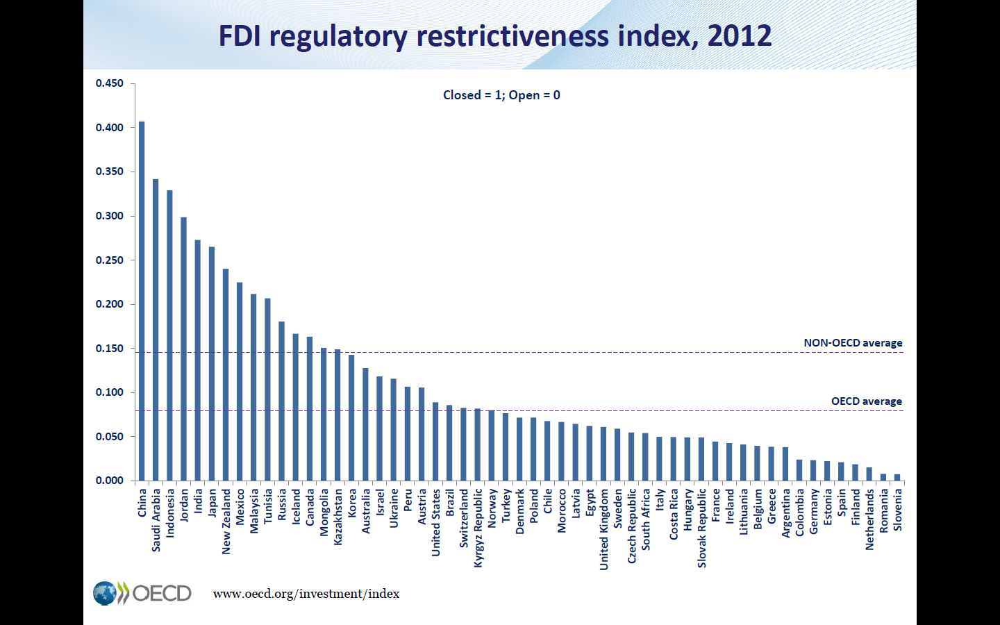 FDI regulatory restrictiveness index, 2012
Closed = 1; Open = 0
0.450
0.400
0.350
0.300
0.250
0.200
0.150
0.100
0.050
0.000
NON-OECD average
OECD average
China
Saudi Arabia
Indonesia
Jordan
India
Japan
New Zealand
Mexico
Malaysia
Tunisia
Russia
Iceland
Canada
Mongolia
Kazakhstan
Korea
Australia
Israel
Ukraine
Peru
Austria
United States
Brazil
Switzerland
Kyrgyz Republic
Norway
Turkey
Denmark
Poland
Chile
Morocco
Latvia
Egypt
United Kingdom
Sweden
Czech Republic
South Africa
Italy
Costa Rica
Hungary
Slovak Republic
France
Ireland
Lithuania
Belgium
Greece
Argentina
Colombia
Germany
Estonia
Spain
Finland
Netherlands
Romania
Slovenia
OECD
www.oecd.org/investment/index